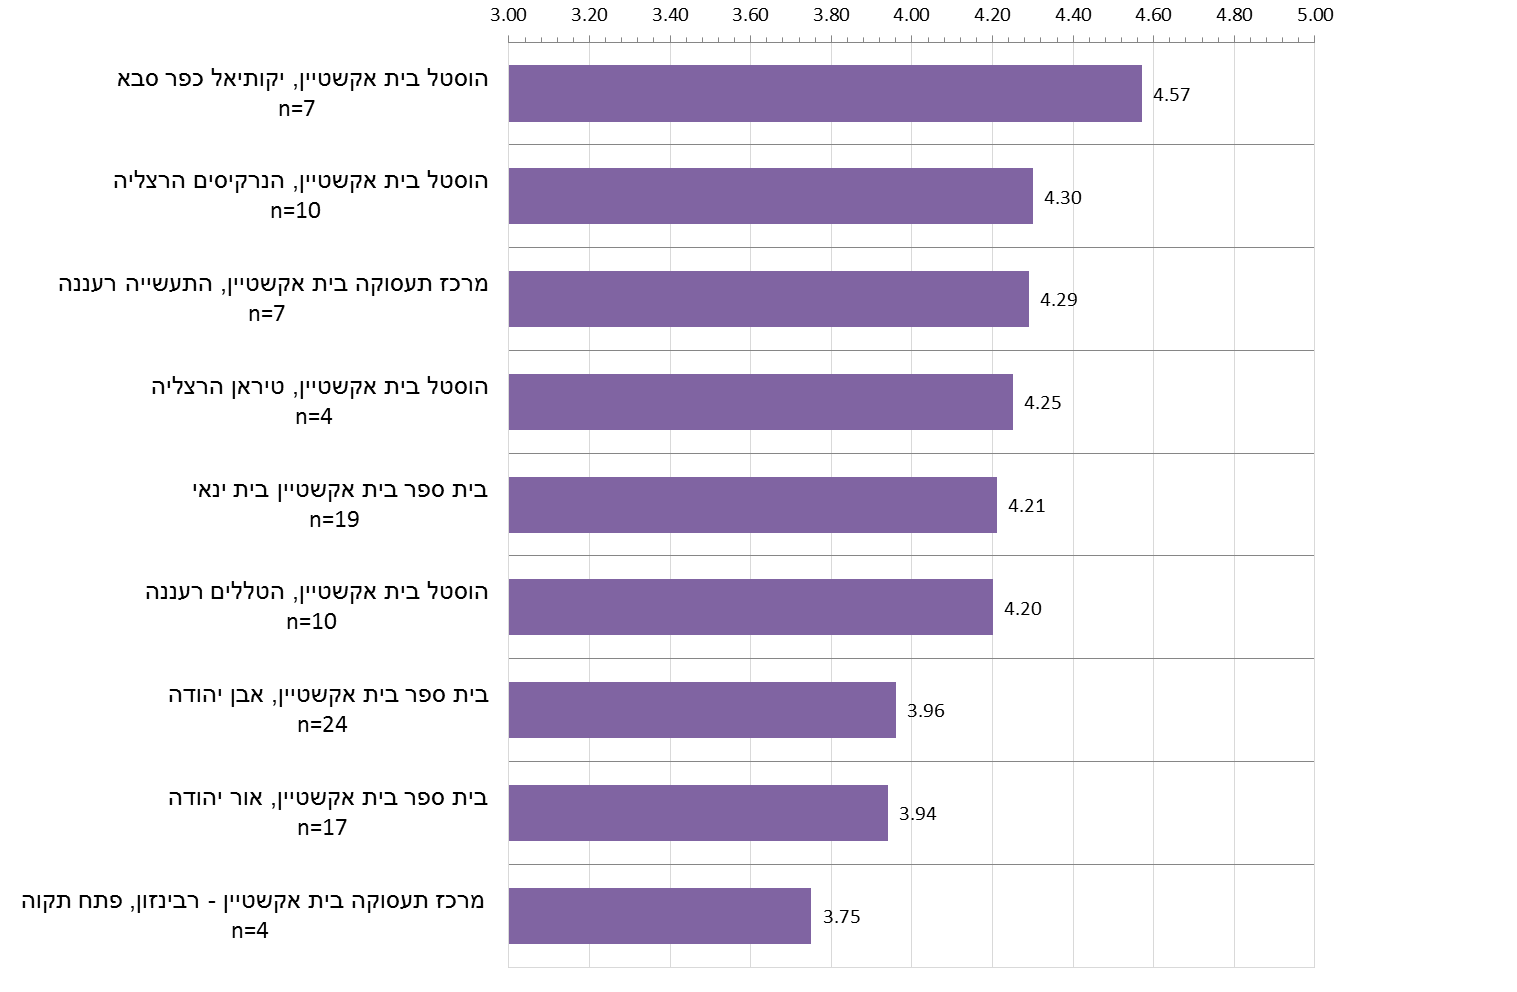 3.00 3.20 3.40 3.60 3.80 4.00 4.20 4.40 4.60 4.80 5.00
הוסטל בית אקשטיין, יקותיאל כפר סבא
n=7
4.57
הוסטל בית אקשטיין, הנרקיסים הרצליה
n=10
4.30
מרכז תעסוקה בית אקשטיין, התעשייה רעננה
n=7
4.29
הוסטל בית אקשטיין, טיראן הרצליה
n=4
4.25
בית ספר בית אקשטיין בית ינאי
n=19
4.21
הוסטל בית אקשטיין, הטללים רעננה
n=10
4.20
בית ספר בית אקשטיין, אבן יהודה
n=24
3.96
בית ספר בית אקשטיין, אור יהודה
n=17
3.94
מרכז תעסוקה בית אקשטיין - רבינזון, פתח תקוה
n=4
3.75